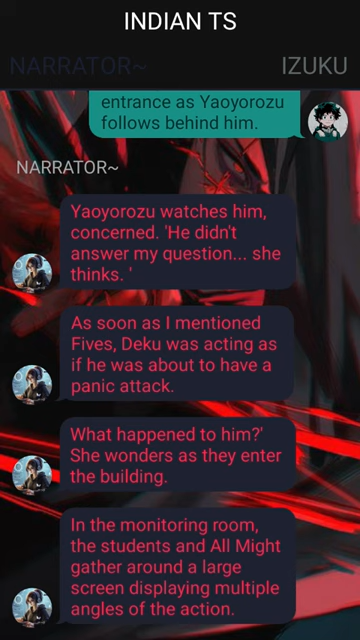 INDIAN TS
NARRATOR~
IZUKU
entrance as Yaoyorozu
follows behind him.
NARRATOR~
Yaoyorozu watches him,
concerned. 'He didn't
answer my question... she
thinks. '
As soon as I mentioned
Fives, Deku was acting as
if he was about to have a
panic attack.
What happened to him?'
She wonders as they enter
the building.
In the monitoring room,
the students and All Might
gather around a large
screen displaying multiple
angles of the action.